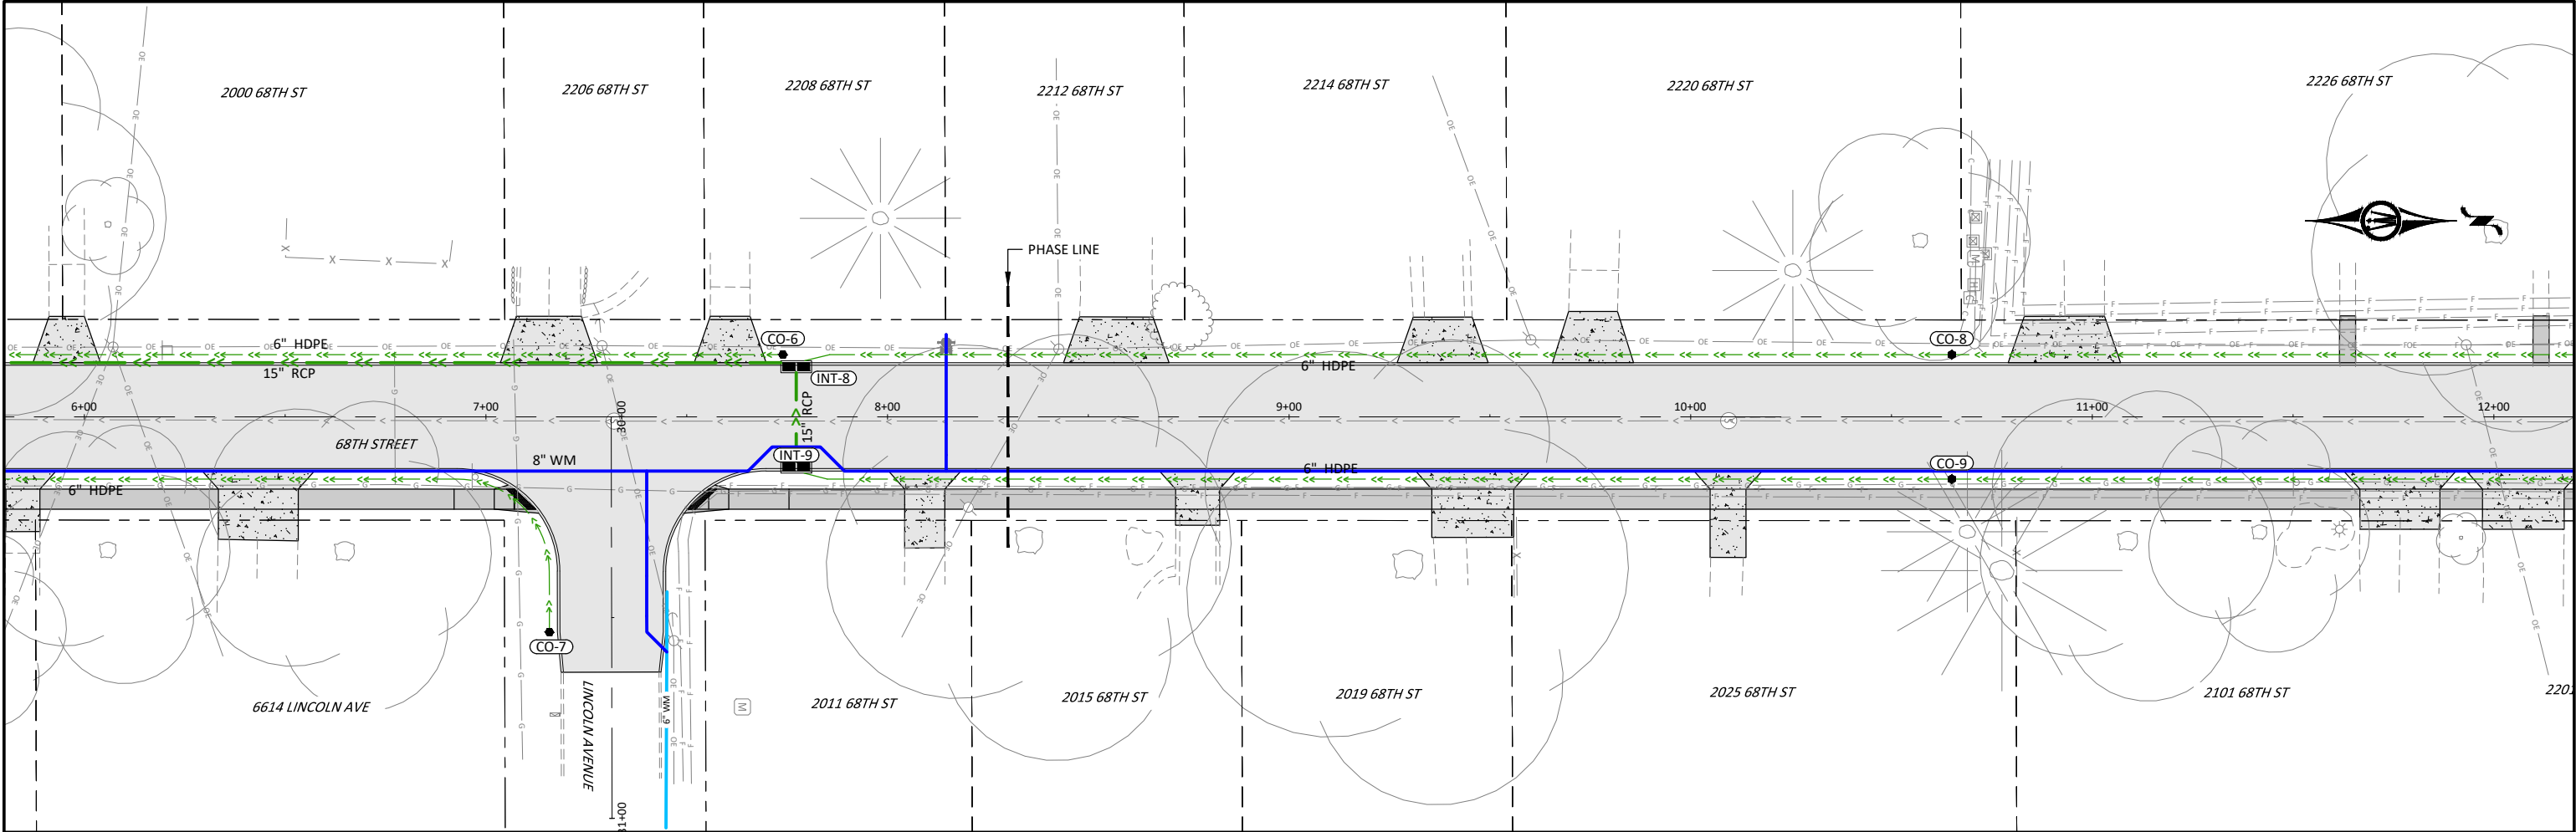 2000 68TH ST
2206 68TH ST
2208 68TH ST
2212 68TH ST
2214 68TH ST
2220 68TH ST
2226 68TH ST
PHASE LINE
CO-6
CO-8
6" HDPE
15" RCP
INT-8
6" HDPE
15" RCP
6+00
7+00
30+00
8+00
9+00
10+00
11+00
12+00
68TH STREET
8" WM
INT-9
6" HDPE
CO-9
6" HDPE
CO-7
6614 LINCOLN AVE
LINCOLN AVENUE
6" WM
31+00
2011 68TH ST
2015 68TH ST
2019 68TH ST
2025 68TH ST
2101 68TH ST
2201